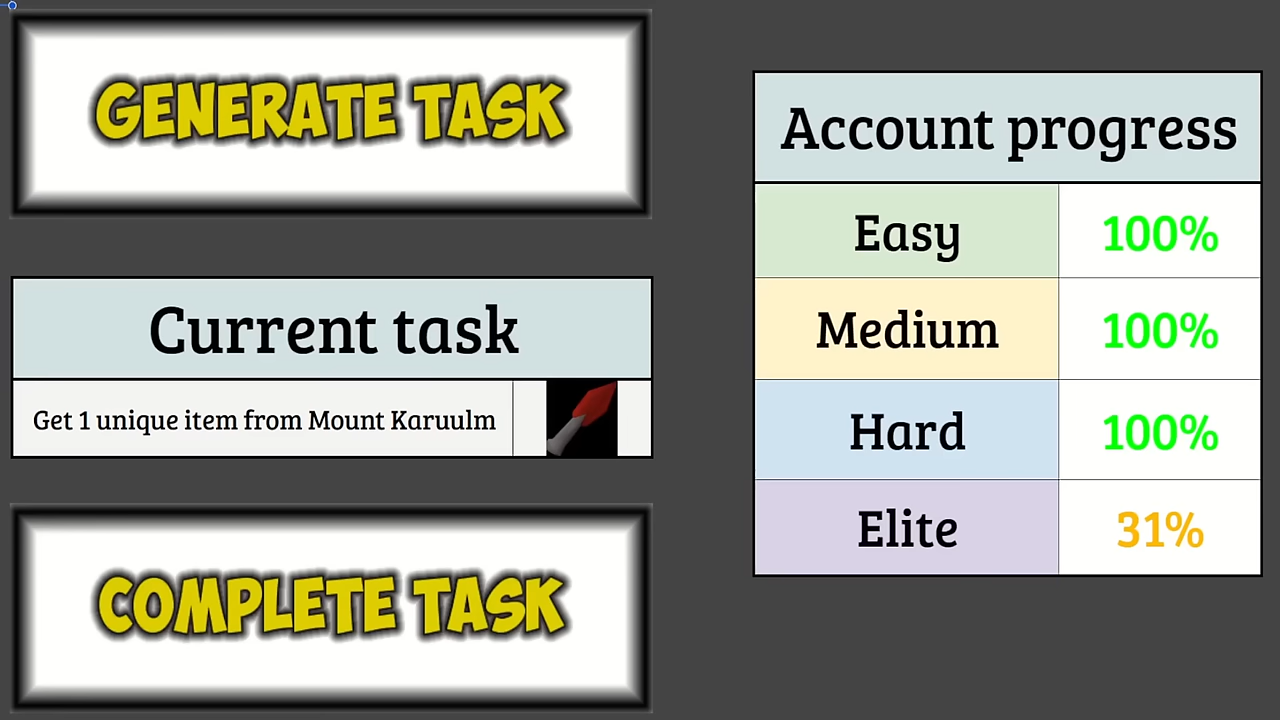 GENERATE TASK
Current task
Get 1 unique item from Mount Karuulm
COMPLETE TASK
Account progress
Easy 100%
Medium 100%
Hard 100%
Elite 31%